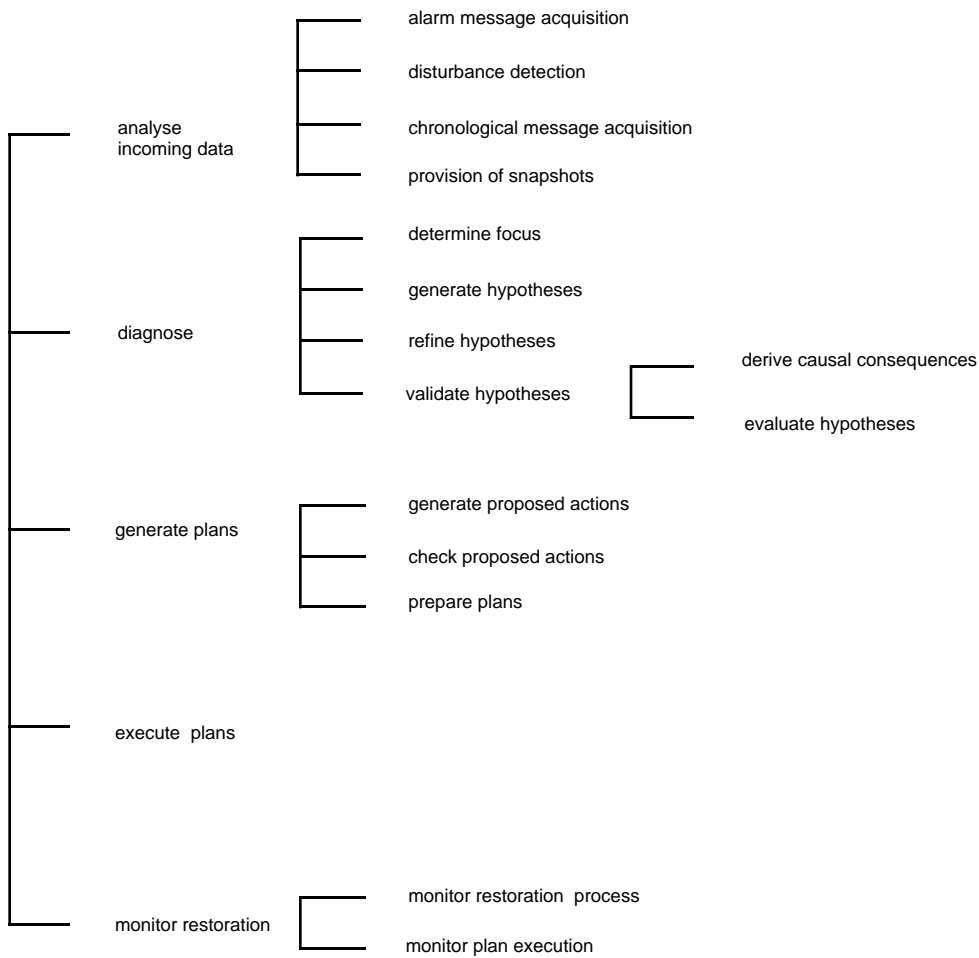 alarm message acquisition
disturbance detection
analyse
incoming data
chronological message acquisition
provision of snapshots
determine focus
generate hypotheses
diagnose
refine hypotheses
validate hypotheses
derive causal consequences
evaluate hypotheses
generate proposed actions
generate plans
check proposed actions
prepare plans
execute plans
monitor restoration
monitor restoration process
monitor plan execution